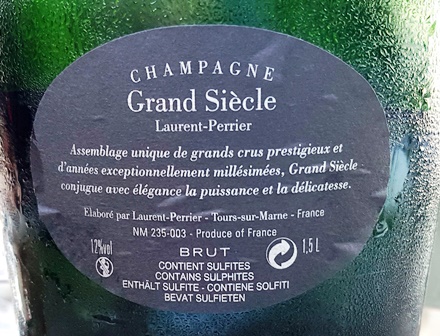 CHAMPAGNE
Grand Siècle
Laurent-Perrier
Assemblage unique de grands crus prestigieux et
d'années exceptionnellement millésimées, Grand Siècle
conjugue avec élégance la puissance et la délicatesse.
Elaboré par Laurent-Perrier - Tours-sur-Marne - France
NM 235-003 - Produce of France
12%vol BRUT 1,5 L
CONTIENT SULFITES
CONTAINS SULPHITES
ENTHÄLT SULFITE - CONTIENE SOLFITI
BEVAT SULFIETEN